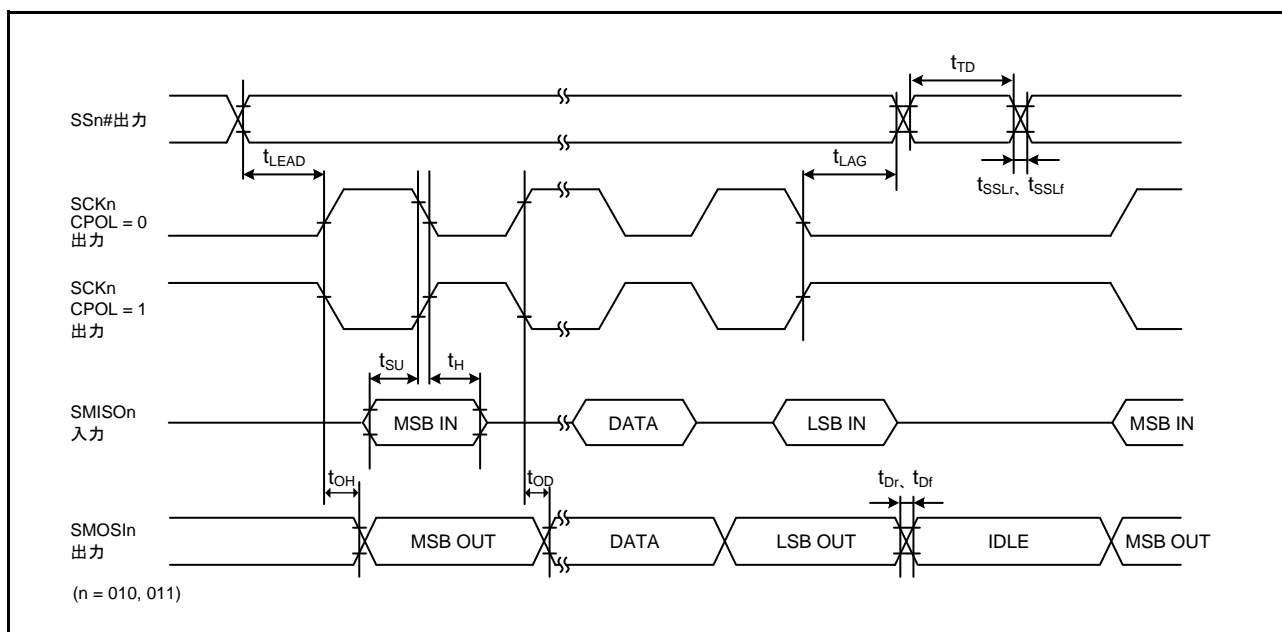 tTD
SSn#出力
tLEAD
tLAG
tSSLr、tSSLf
SCKn
CPOL = 0
出力
SCKn
CPOL = 1
出力
tSU
tH
SMISOn
入力
MSB IN
DATA
LSB IN
MSB IN
tOH
tOD
tDr、tDf
SMOSIn
出力
MSB OUT
DATA
LSB OUT
IDLE
MSB OUT
(n = 010, 011)